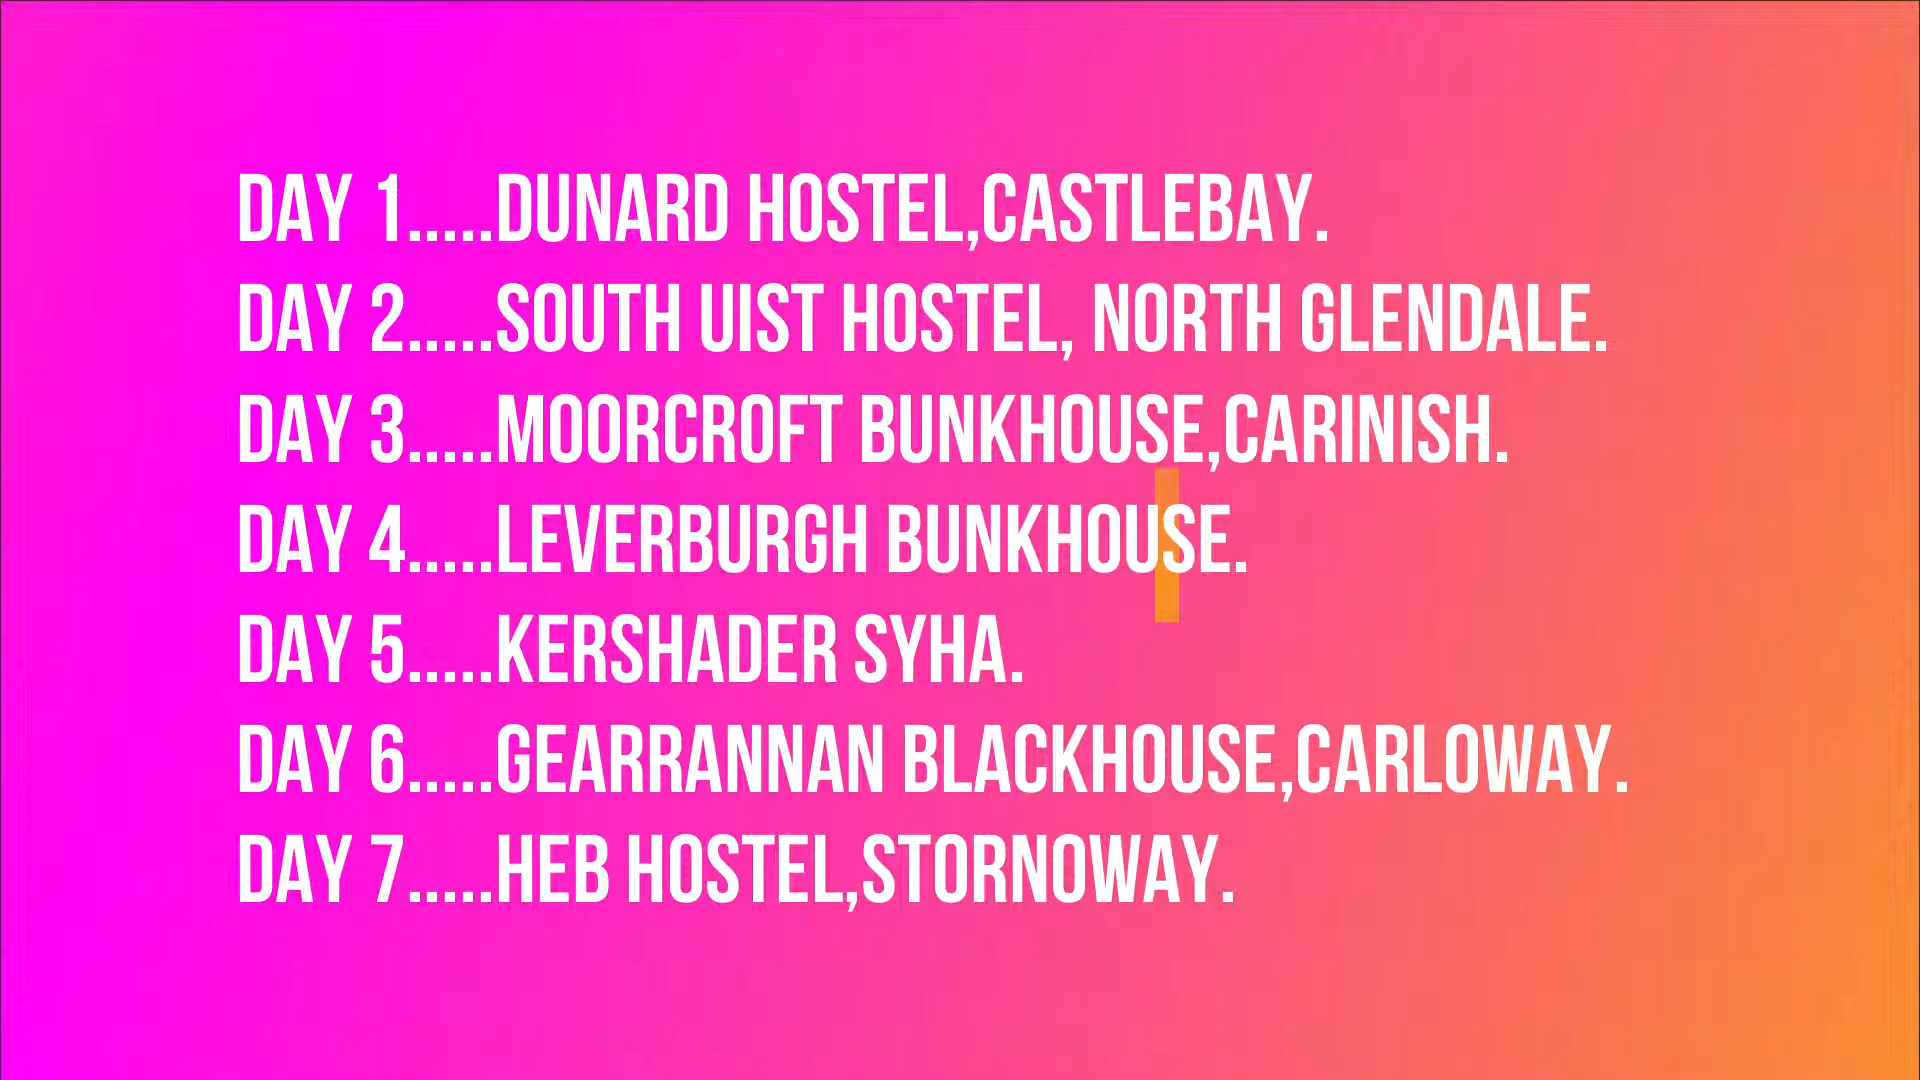 DAY 1.....DUNARD HOSTEL,CASTLEBAY.
DAY 2.....SOUTH UIST HOSTEL, NORTH GLENDALE.
DAY 3.....MOORCROFT BUNKHOUSE,CARINISH.
DAY 4.....LEVERBURGH BUNKHOUSE.
DAY 5.....KERSHADER SYHA.
DAY 6.....GEARRANNAN BLACKHOUSE,CARLOWAY.
DAY 7.....HEB HOSTEL,STORNOWAY.